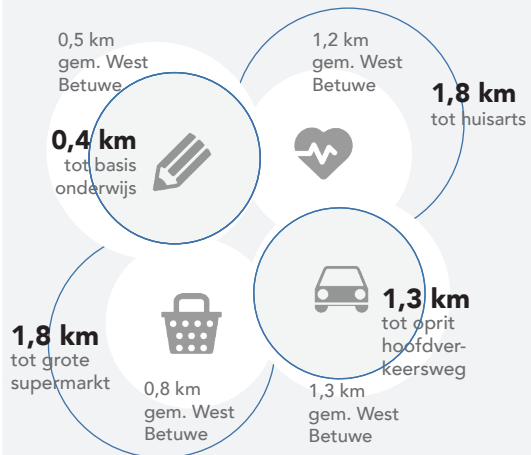 0,5 km
gem. West
Betuwe
1,2 km
gem. West
Betuwe
1,8 km
tot huisarts
0,4 km
tot basis
onderwijs
1,3 km
tot oprit
hoofdver-
keersweg
1,8 km
tot grote
supermarkt
0,8 km
gem. West
Betuwe
1,3 km
gem. West
Betuwe